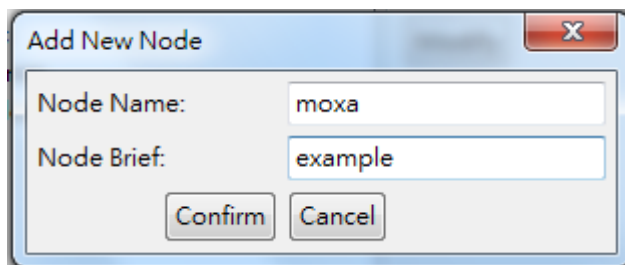 Add New Node
Node Name: moxa
Node Brief: example
Confirm Cancel